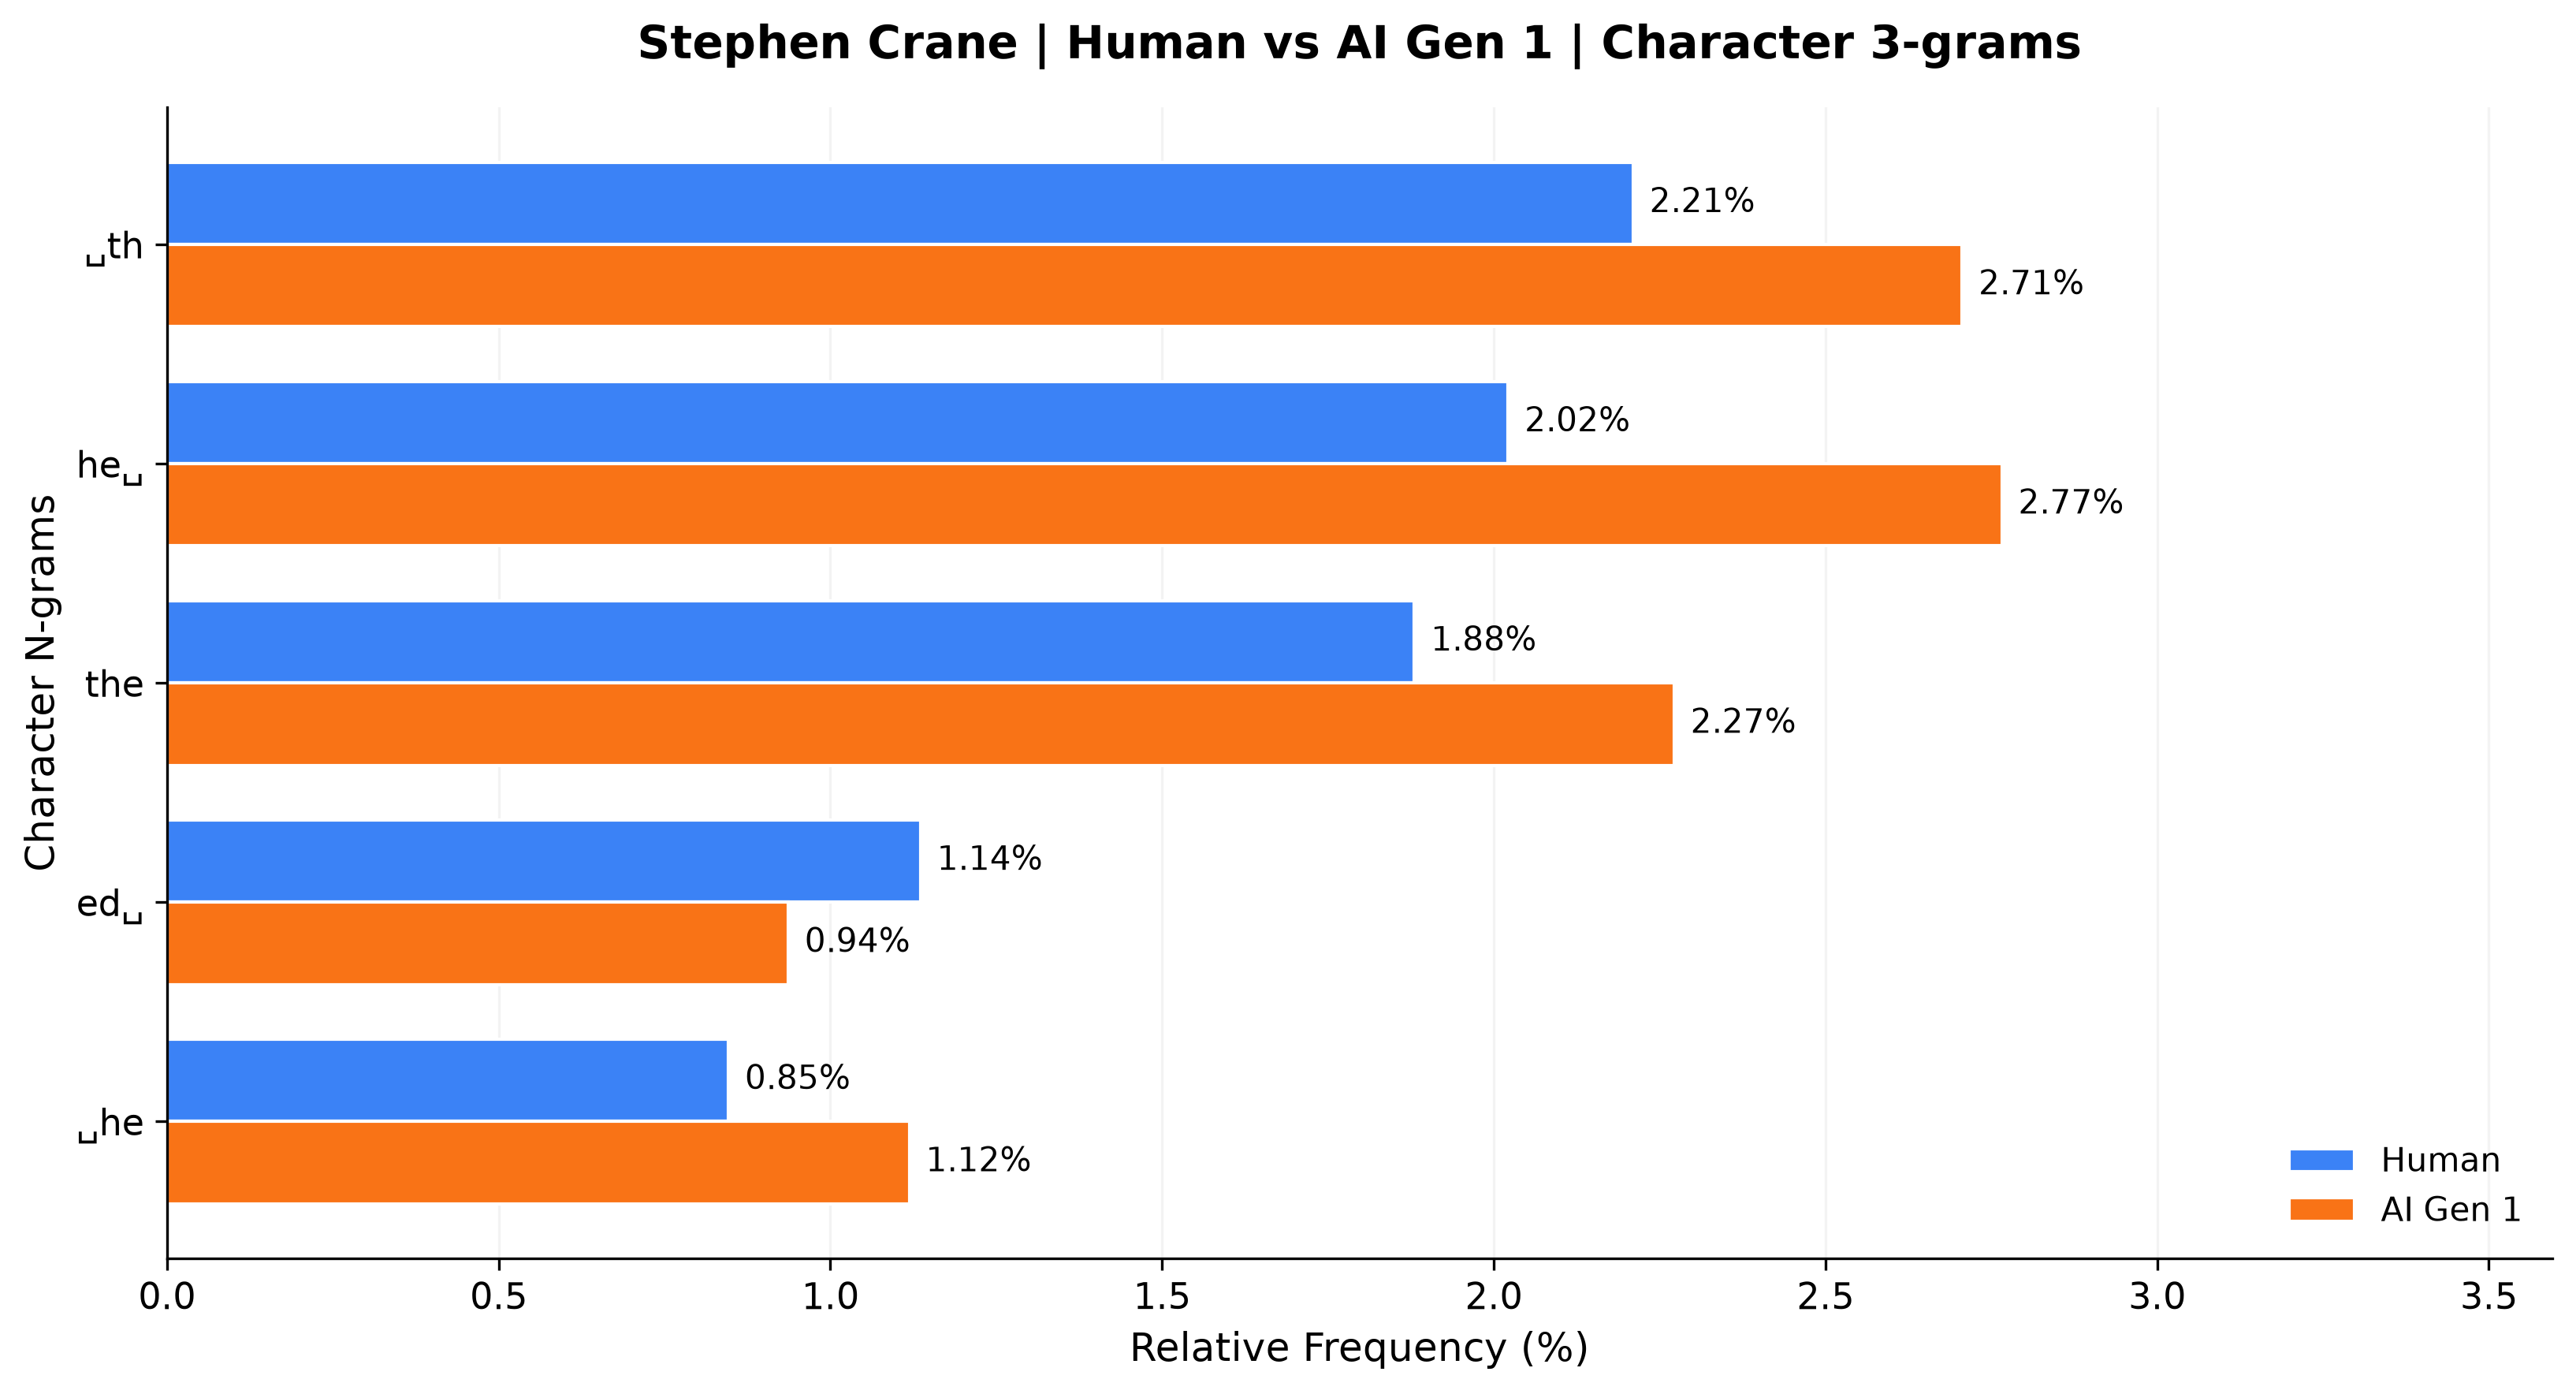 Stephen Crane | Human vs AI Gen 1 | Character 3-grams
Character N-grams
␣th
2.21%
2.71%
he␣
2.02%
2.77%
the
1.88%
2.27%
ed␣
1.14%
0.94%
␣he
0.85%
1.12%
Human
AI Gen 1
0.0 0.5 1.0 1.5 2.0 2.5 3.0 3.5
Relative Frequency (%)